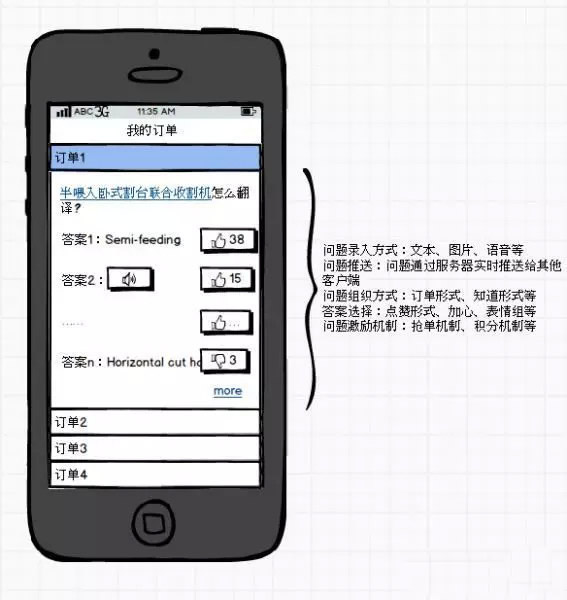 ABC 3G 11:35 AM
我的订单
订单1
半喂入卧式割台联合收割机怎么翻
译?
答案1：Semi-feeding 38
答案2： 15
...... ...
答案n：Horizontal cut ho 3
more
订单2
订单3
订单4
问题录入方式：文本、图片、语音等
问题推送：问题通过服务器实时推送给其他
客户端
问题组织方式：订单形式、知道形式等
答案选择：点赞形式、加心、表情组等
问题激励机制：抢单机制、积分机制等